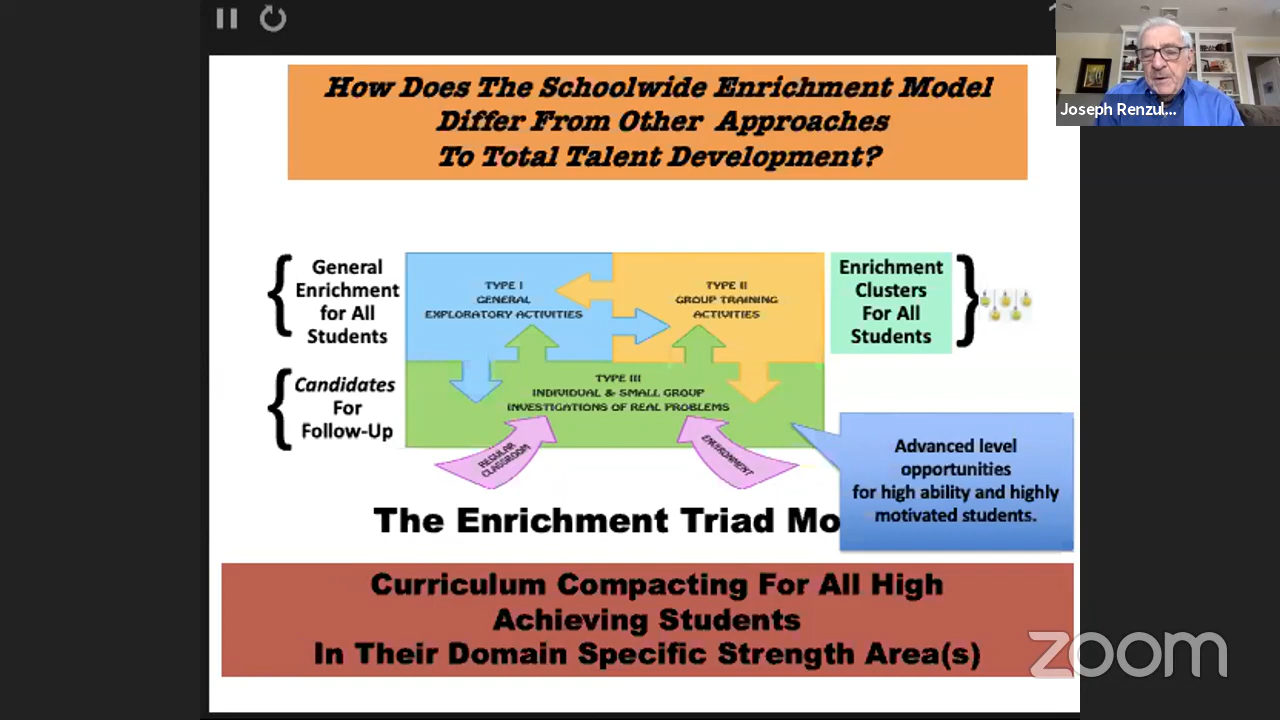 How Does The Schoolwide Enrichment Model
Differ From Other Approaches
To Total Talent Development?
Joseph Renzul...
General
Enrichment
for All
Students
TYPE I
GENERAL
EXPLORATORY ACTIVITIES
TYPE II
GROUP TRAINING
ACTIVITIES
Enrichment
Clusters
For All
Students
Candidates
For
Follow-Up
TYPE III
INDIVIDUAL & SMALL GROUP
INVESTIGATIONS OF REAL PROBLEMS
REGULAR
CLASSROOM
ENVIRONMENT
Advanced level
opportunities
for high ability and highly
motivated students.
The Enrichment Triad Mo
Curriculum Compacting For All High
Achieving Students
In Their Domain Specific Strength Area(s)
zoom